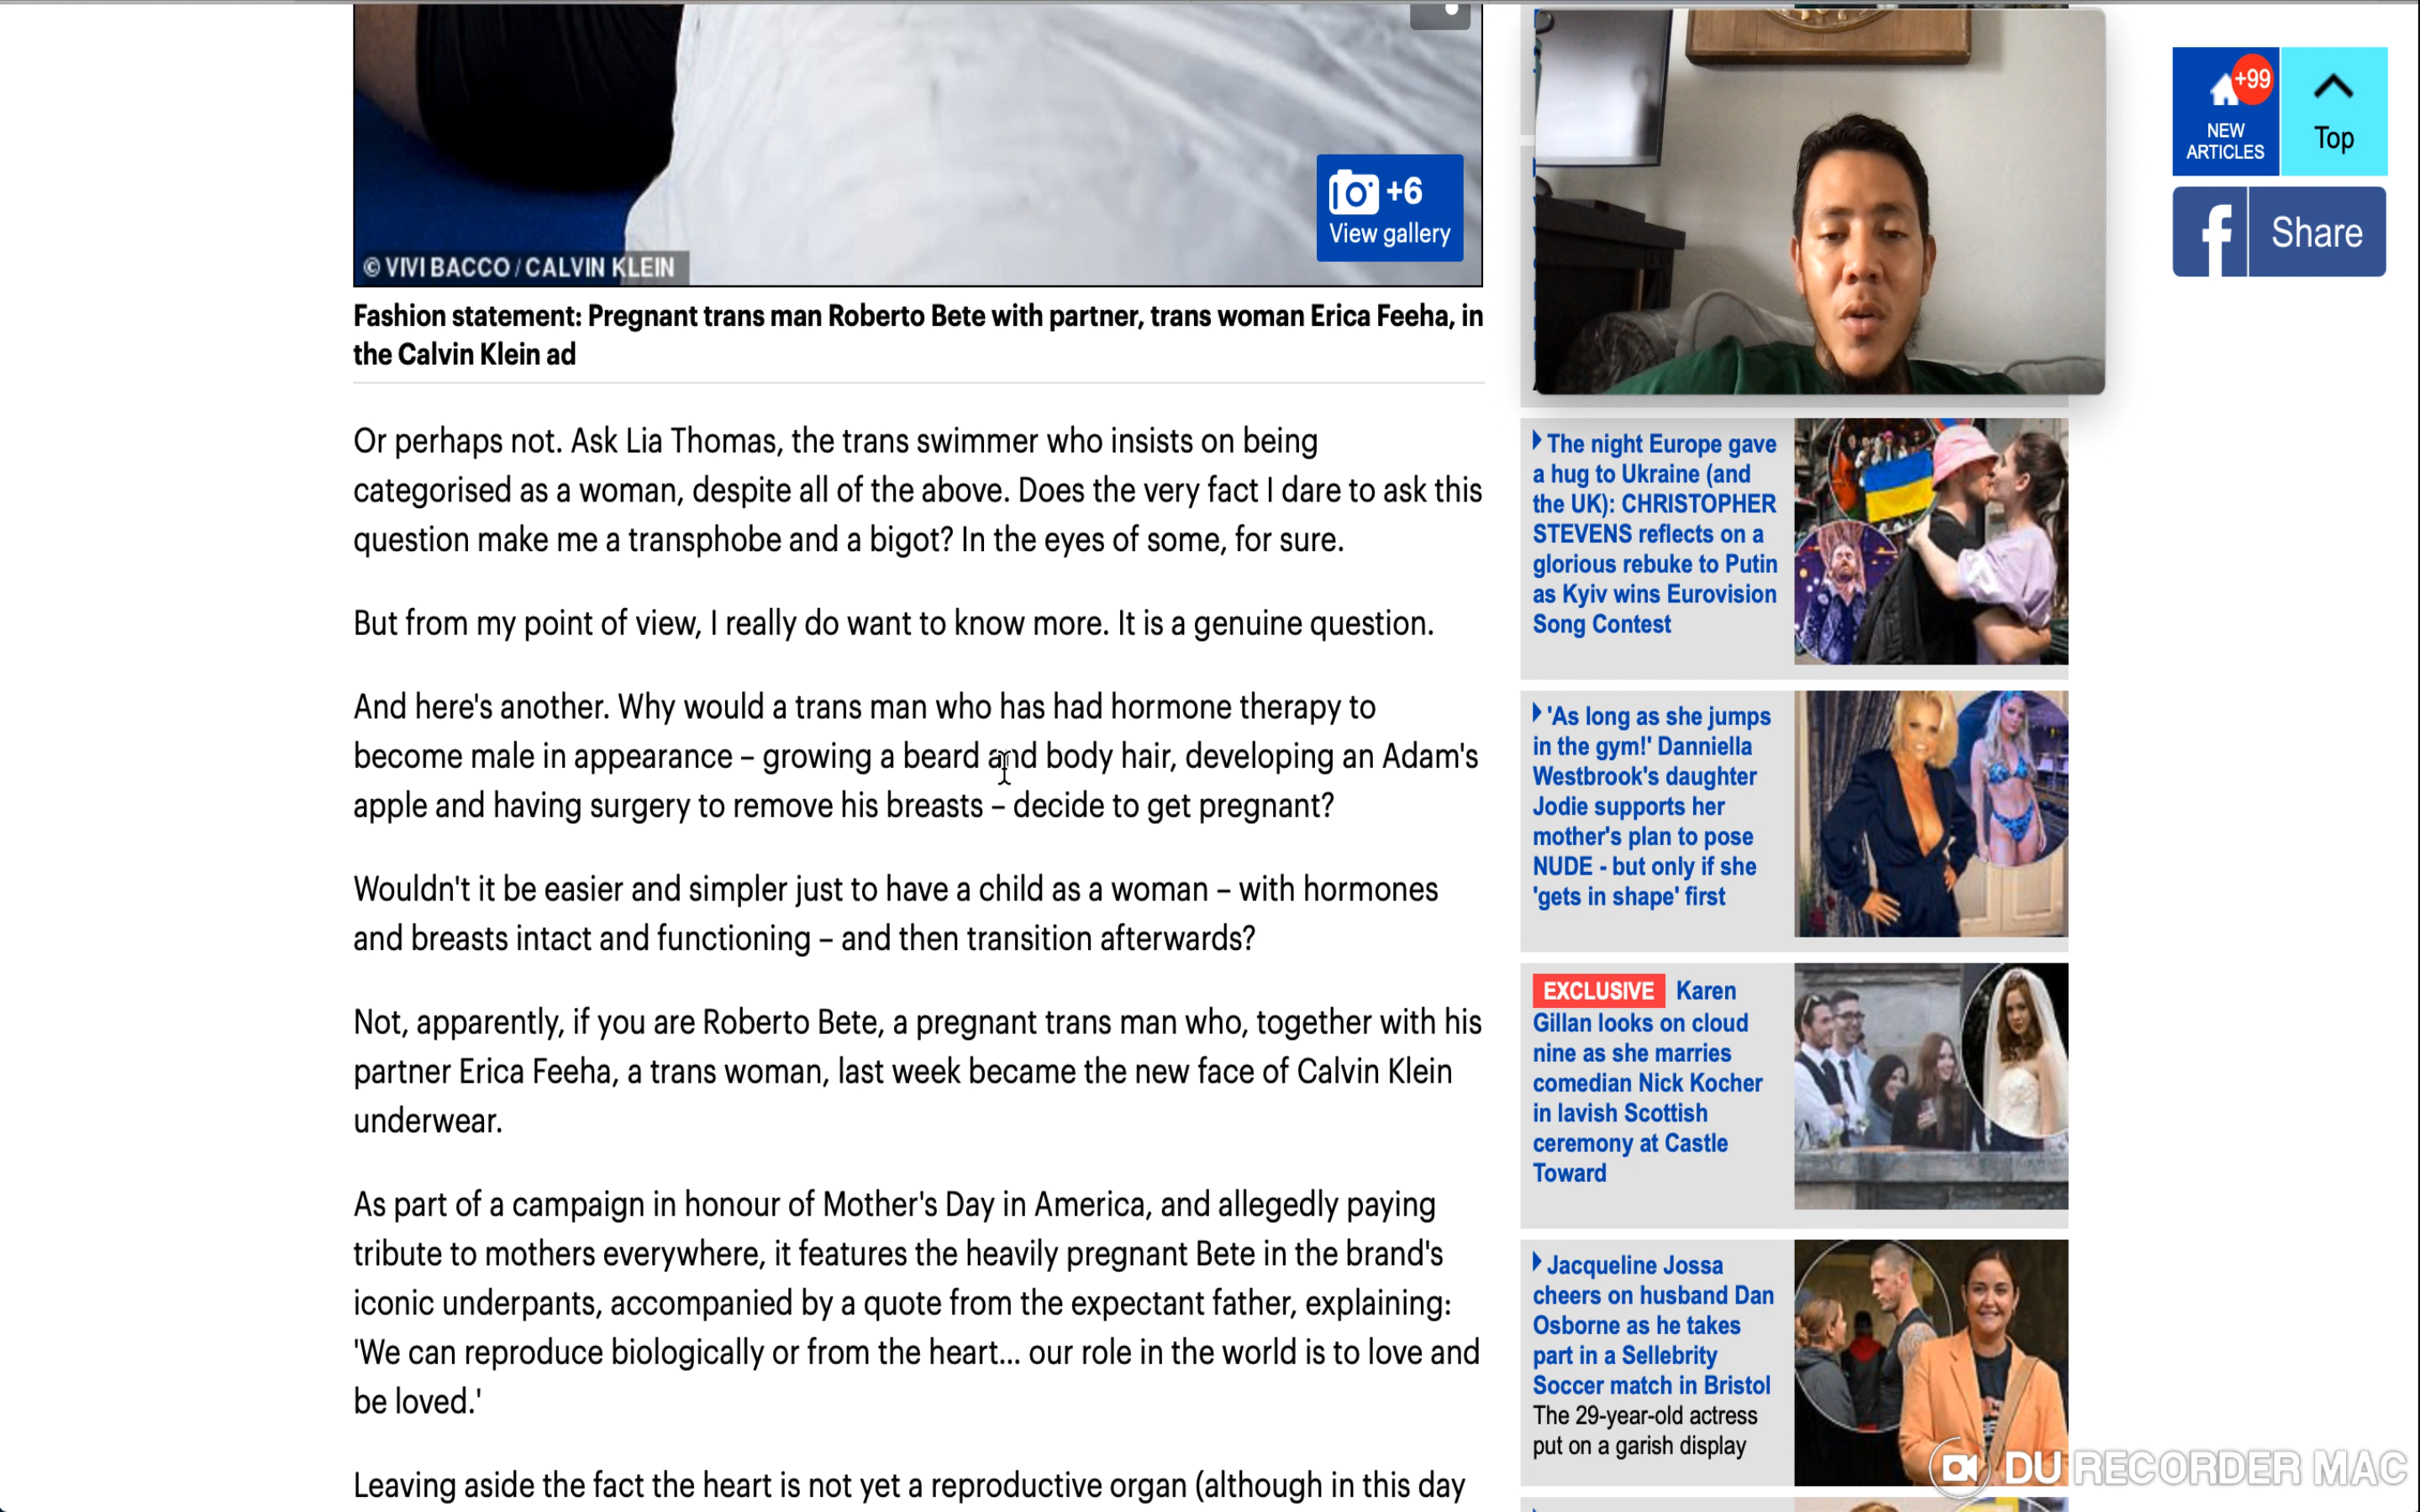 © VIVI BACCO / CALVIN KLEIN
+6
View gallery
Fashion statement: Pregnant trans man Roberto Bete with partner, trans woman Erica Feeha, in
the Calvin Klein ad
Or perhaps not. Ask Lia Thomas, the trans swimmer who insists on being
categorised as a woman, despite all of the above. Does the very fact I dare to ask this
question make me a transphobe and a bigot? In the eyes of some, for sure.
But from my point of view, I really do want to know more. It is a genuine question.
And here's another. Why would a trans man who has had hormone therapy to
become male in appearance – growing a beard and body hair, developing an Adam's
apple and having surgery to remove his breasts – decide to get pregnant?
Wouldn't it be easier and simpler just to have a child as a woman – with hormones
and breasts intact and functioning – and then transition afterwards?
Not, apparently, if you are Roberto Bete, a pregnant trans man who, together with his
partner Erica Feeha, a trans woman, last week became the new face of Calvin Klein
underwear.
As part of a campaign in honour of Mother's Day in America, and allegedly paying
tribute to mothers everywhere, it features the heavily pregnant Bete in the brand's
iconic underpants, accompanied by a quote from the expectant father, explaining:
'We can reproduce biologically or from the heart... our role in the world is to love and
be loved.'
Leaving aside the fact the heart is not yet a reproductive organ (although in this day
The night Europe gave
a hug to Ukraine (and
the UK): CHRISTOPHER
STEVENS reflects on a
glorious rebuke to Putin
as Kyiv wins Eurovision
Song Contest
'As long as she jumps
in the gym!' Danniella
Westbrook's daughter
Jodie supports her
mother's plan to pose
NUDE - but only if she
'gets in shape' first
EXCLUSIVE Karen
Gillan looks on cloud
nine as she marries
comedian Nick Kocher
in lavish Scottish
ceremony at Castle
Toward
Jacqueline Jossa
cheers on husband Dan
Osborne as he takes
part in a Sellebrity
Soccer match in Bristol
The 29-year-old actress
put on a garish display
+99
NEW
ARTICLES
Top
f Share
DU RECORDER MAC